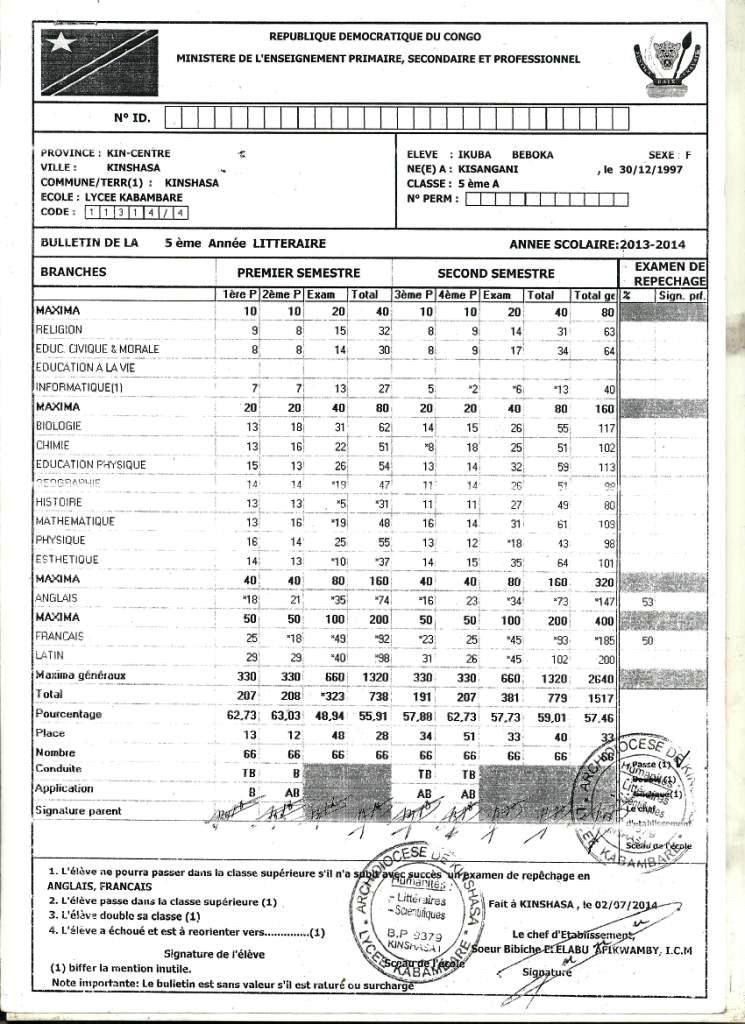 REPUBLIQUE DEMOCRATIQUE DU CONGO
MINISTERE DE L'ENSEIGNEMENT PRIMAIRE, SECONDAIRE ET PROFESSIONNEL
N° ID.
PROVINCE : KIN-CENTRE
VILLE : KINSHASA
COMMUNE/TERR(1) : KINSHASA
ECOLE : LYCEE KABAMBARE
CODE : 1 1 3 1 4 / 4
ELEVE : IKUBA BEBOKA SEXE : F
NE(E) A : KISANGANI , le 30/12/1997
CLASSE : 5 ème A
N° PERM :
BULLETIN DE LA 5 ème Année LITTERAIRE ANNEE SCOLAIRE:2013-2014
BRANCHES PREMIER SEMESTRE SECOND SEMESTRE EXAMEN DE REPECHAGE
1ère P 2ème P Exam Total 3ème P 4ème P Exam Total Total ge % Sign. prf.
MAXIMA 10 10 20 40 10 10 20 40 80
RELIGION 9 8 15 32 8 9 14 31 63
EDUC. CIVIQUE & MORALE 8 8 14 30 8 9 17 34 64
EDUCATION A LA VIE
INFORMATIQUE(1) 7 7 13 27 5 *2 *6 *13 40
MAXIMA 20 20 40 80 20 20 40 80 160
BIOLOGIE 13 18 31 62 14 15 26 55 117
CHIMIE 13 16 22 51 *8 18 25 51 102
EDUCATION PHYSIQUE 15 13 26 54 13 14 32 59 113
GEOGRAPHIE 14 14 *19 47 11 14 26 51 98
HISTOIRE 13 13 *5 *31 11 11 27 49 80
MATHEMATIQUE 13 16 *19 48 16 14 31 61 109
PHYSIQUE 16 14 25 55 13 12 *18 43 98
ESTHETIQUE 14 13 *10 *37 14 15 35 64 101
MAXIMA 40 40 80 160 40 40 80 160 320
ANGLAIS *18 21 *35 *74 *16 23 *34 *73 *147 53
MAXIMA 50 50 100 200 50 50 100 200 400
FRANCAIS 25 *18 *49 *92 *23 25 *45 *93 *185 50
LATIN 29 29 *40 *98 31 26 *45 102 200
Maxima généraux 330 330 660 1320 330 330 660 1320 2640
Total 207 208 *323 738 191 207 381 779 1517
Pourcentage 62,73 63,03 48,94 55,91 57,88 62,73 57,73 59,01 57,46
Place 13 12 48 28 34 51 33 40 33
Nombre 66 66 66 66 66 66 66 66 66
Conduite TB B TB TB
Application B AB AB AB
Signature parent
Passe (1)
Le chef
d'établissement
Sceau de l'école
ARCHIDIOCESE DE KINSHASA
Humanités :
- Littéraires
- Scientifiques
B.P 9379
KINSHASA I
LYCEE KABAMBARE
1. L'élève ne pourra passer dans la classe supérieure s'il n'a subit avec succès un examen de repêchage en
ANGLAIS, FRANCAIS
2. L'élève passe dans la classe supérieure (1)
3. L'élève double sa classe (1)
4. L'élève a échoué et est à reorienter vers..............(1)
Signature de l'élève
(1) biffer la mention inutile.
Note importante: Le bulletin est sans valeur s'il est raturé ou surchargé
Sceau de l'école
Fait à KINSHASA , le 02/07/2014
Le chef d'Etablissement,
Soeur Bibiche ELELABU AFIKWAMBY, I.C.M
Signature